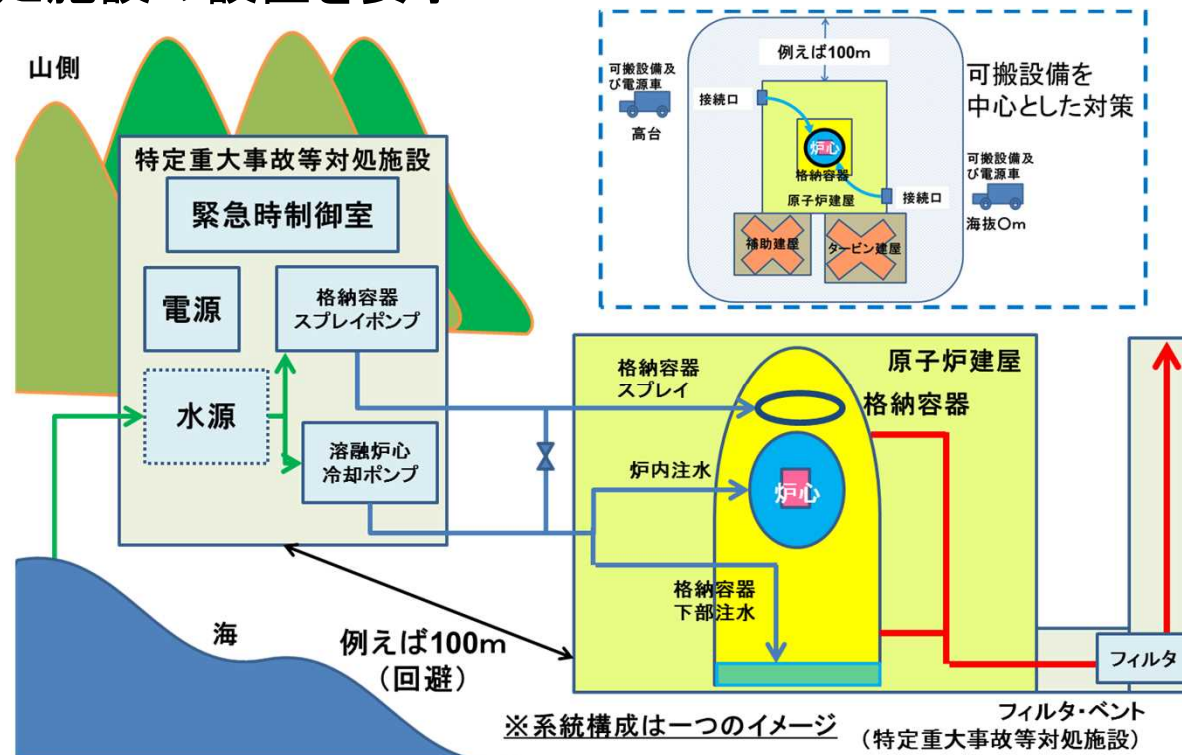 山側
特定重大事故等対処施設
緊急時制御室
電源
格納容器
スプレイポンプ
水源
溶融炉心
冷却ポンプ
海
例えば100m
（回避）
可搬設備及
び電源車
高台
例えば100m
接続口
炉心
格納容器
原子炉建屋
接続口
補助建屋
タービン建屋
可搬設備を
中心とした対策
可搬設備及
び電源車
海抜〇m
原子炉建屋
格納容器
格納容器
スプレイ
炉内注水
炉心
格納容器
下部注水
フィルタ
フィルタ・ベント
（特定重大事故等対処施設）
※系統構成は一つのイメージ